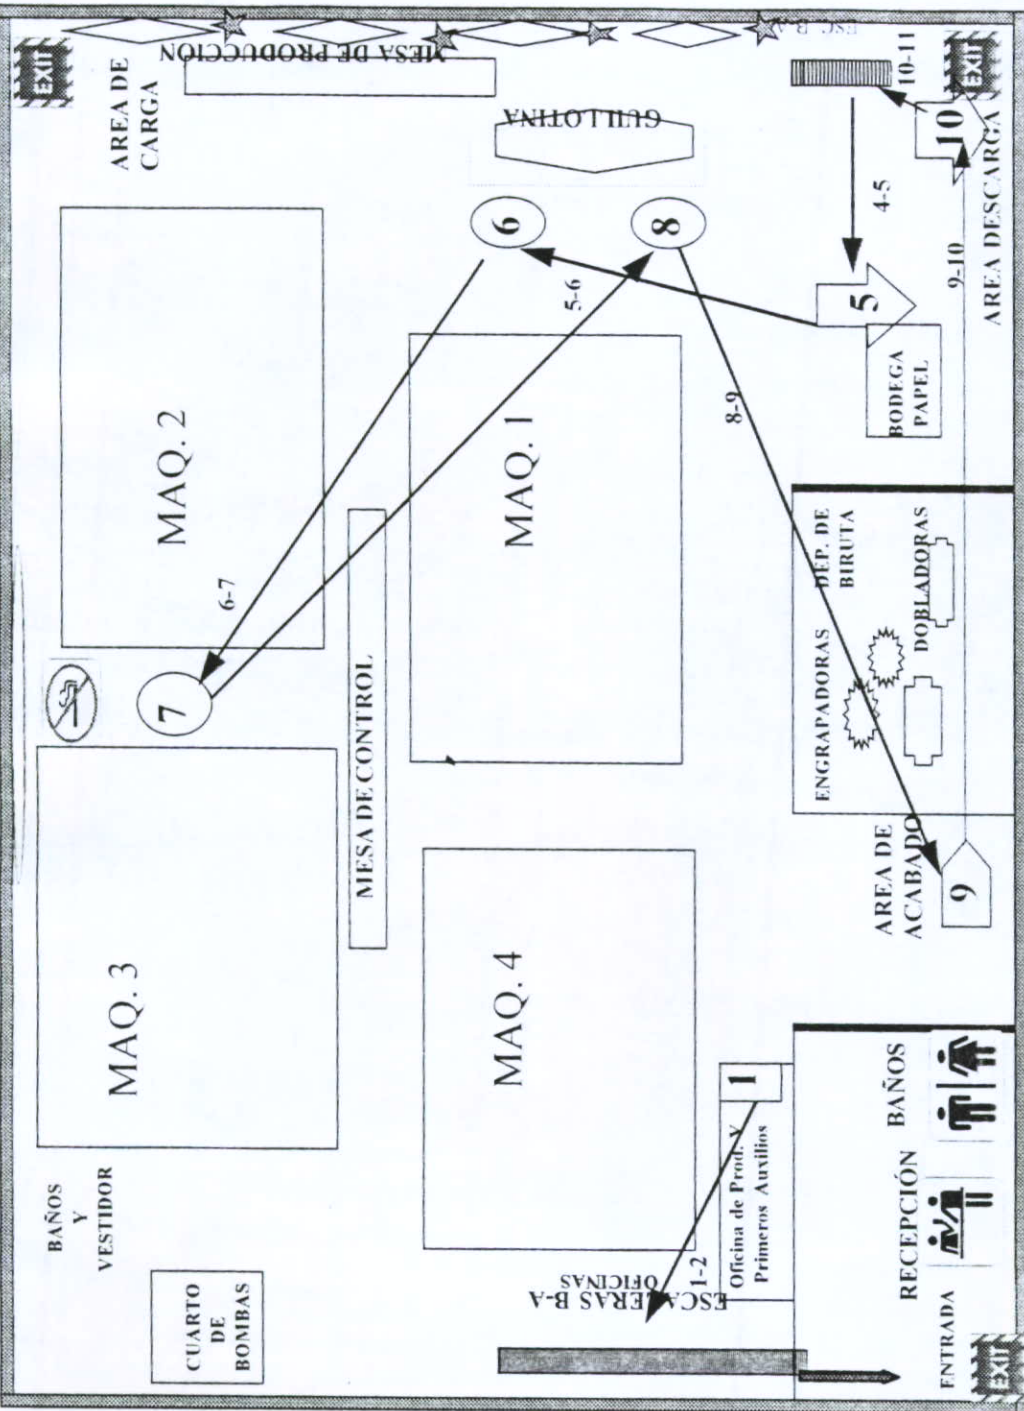 EXIT
AREA DE
CARGA
MESA DE PRODUCCION
ESC. B-A
10-11
EXIT
GUILLOTINA
10
AREA DESCARGA
4-5
9-10
6
8
5
5-6
BODEGA
PAPEL
8-9
MAQ. 2
MAQ. 1
6-7
7
MESA DE CONTROL
DEP. DE
BIRUTA
ENGRAPADORAS
DOBLADORAS
AREA DE
ACABADO
9
MAQ. 3
MAQ. 4
1
Oficina de Prod. Y
Primeros Auxilios
1-2
ESCALERAS B-A
OFICINAS
BAÑOS
RECEPCIÓN
ENTRADA
EXIT
BAÑOS
Y
VESTIDOR
CUARTO
DE
BOMBAS